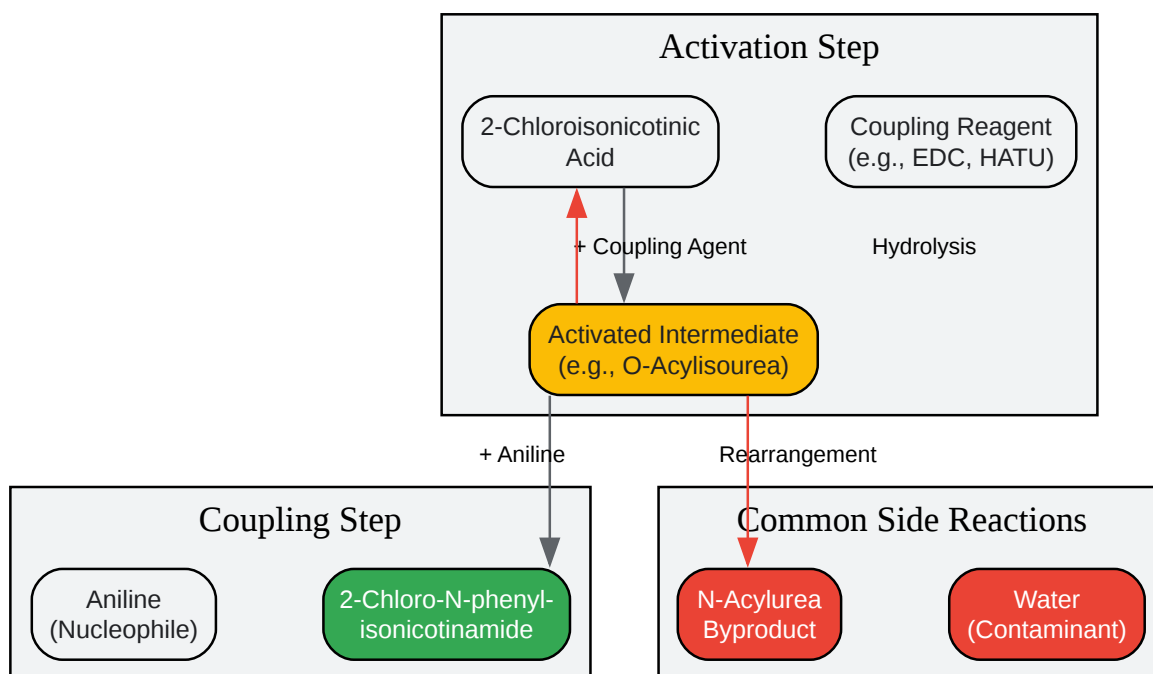 Activation Step
2-Chloroisonicotinic
Acid
Coupling Reagent
(e.g., EDC, HATU)
+ Coupling Agent
Hydrolysis
Activated Intermediate
(e.g., O-Acylisourea)
+ Aniline
Rearrangement
Coupling Step
Aniline
(Nucleophile)
2-Chloro-N-phenyl-
isonicotinamide
Common Side Reactions
N-Acylurea
Byproduct
Water
(Contaminant)